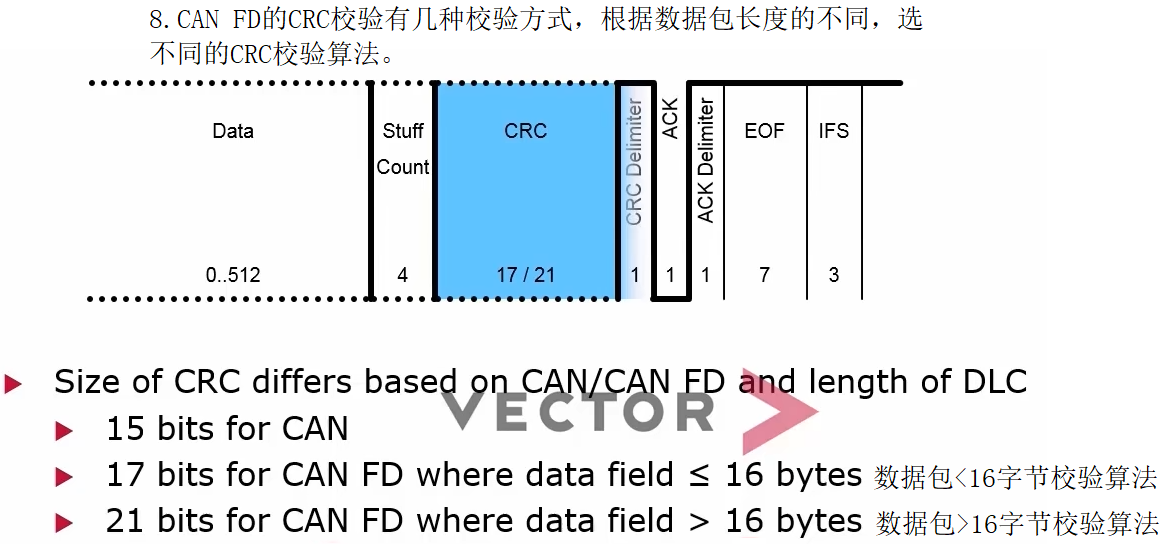 8.CAN FD的CRC校验有几种校验方式，根据数据包长度的不同，选
不同的CRC校验算法。
Data
Stuff
Count
CRC
CRC Delimiter
ACK
ACK Delimiter
EOF
IFS
0..512
4
17 / 21
1
1
1
7
3
Size of CRC differs based on CAN/CAN FD and length of DLC
VECTOR
15 bits for CAN
17 bits for CAN FD where data field ≤ 16 bytes 数据包<16字节校验算法
21 bits for CAN FD where data field > 16 bytes 数据包>16字节校验算法